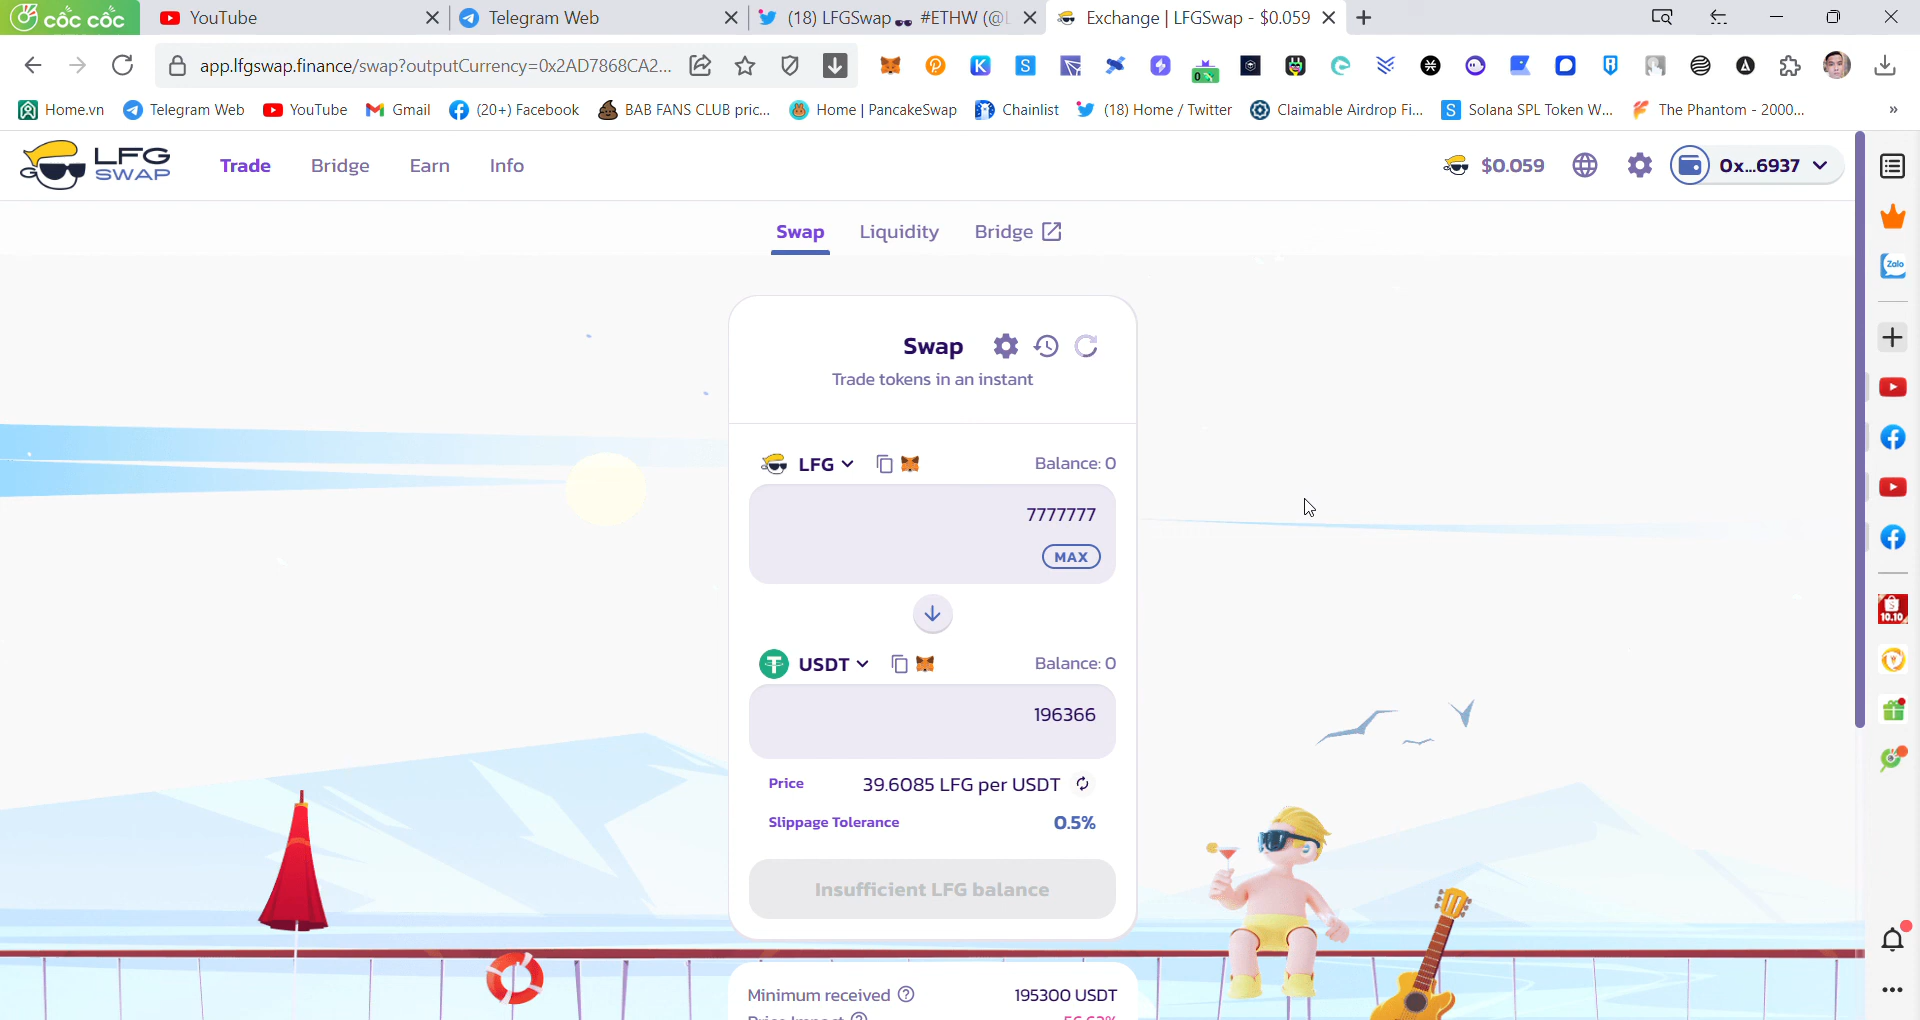 cốc cốc
YouTube
Telegram Web
(18) LFGSwap 🕶 #ETHW (@L
Exchange | LFGSwap - $0.059
app.lfgswap.finance/swap?outputCurrency=0x2AD7868CA2...
Home.vn
Telegram Web
YouTube
Gmail
(20+) Facebook
BAB FANS CLUB pric...
Home | PancakeSwap
Chainlist
(18) Home / Twitter
Claimable Airdrop Fi...
Solana SPL Token W...
The Phantom - 2000...
»
LFG
SWAP
Trade
Bridge
Earn
Info
$0.059
0x...6937
Zalo
Swap
Liquidity
Bridge
Swap
Trade tokens in an instant
LFG
Balance: 0
7777777
MAX
USDT
Balance: 0
196366
Price
39.6085 LFG per USDT
Slippage Tolerance
0.5%
Insufficient LFG balance
Minimum received
195300 USDT
10.10